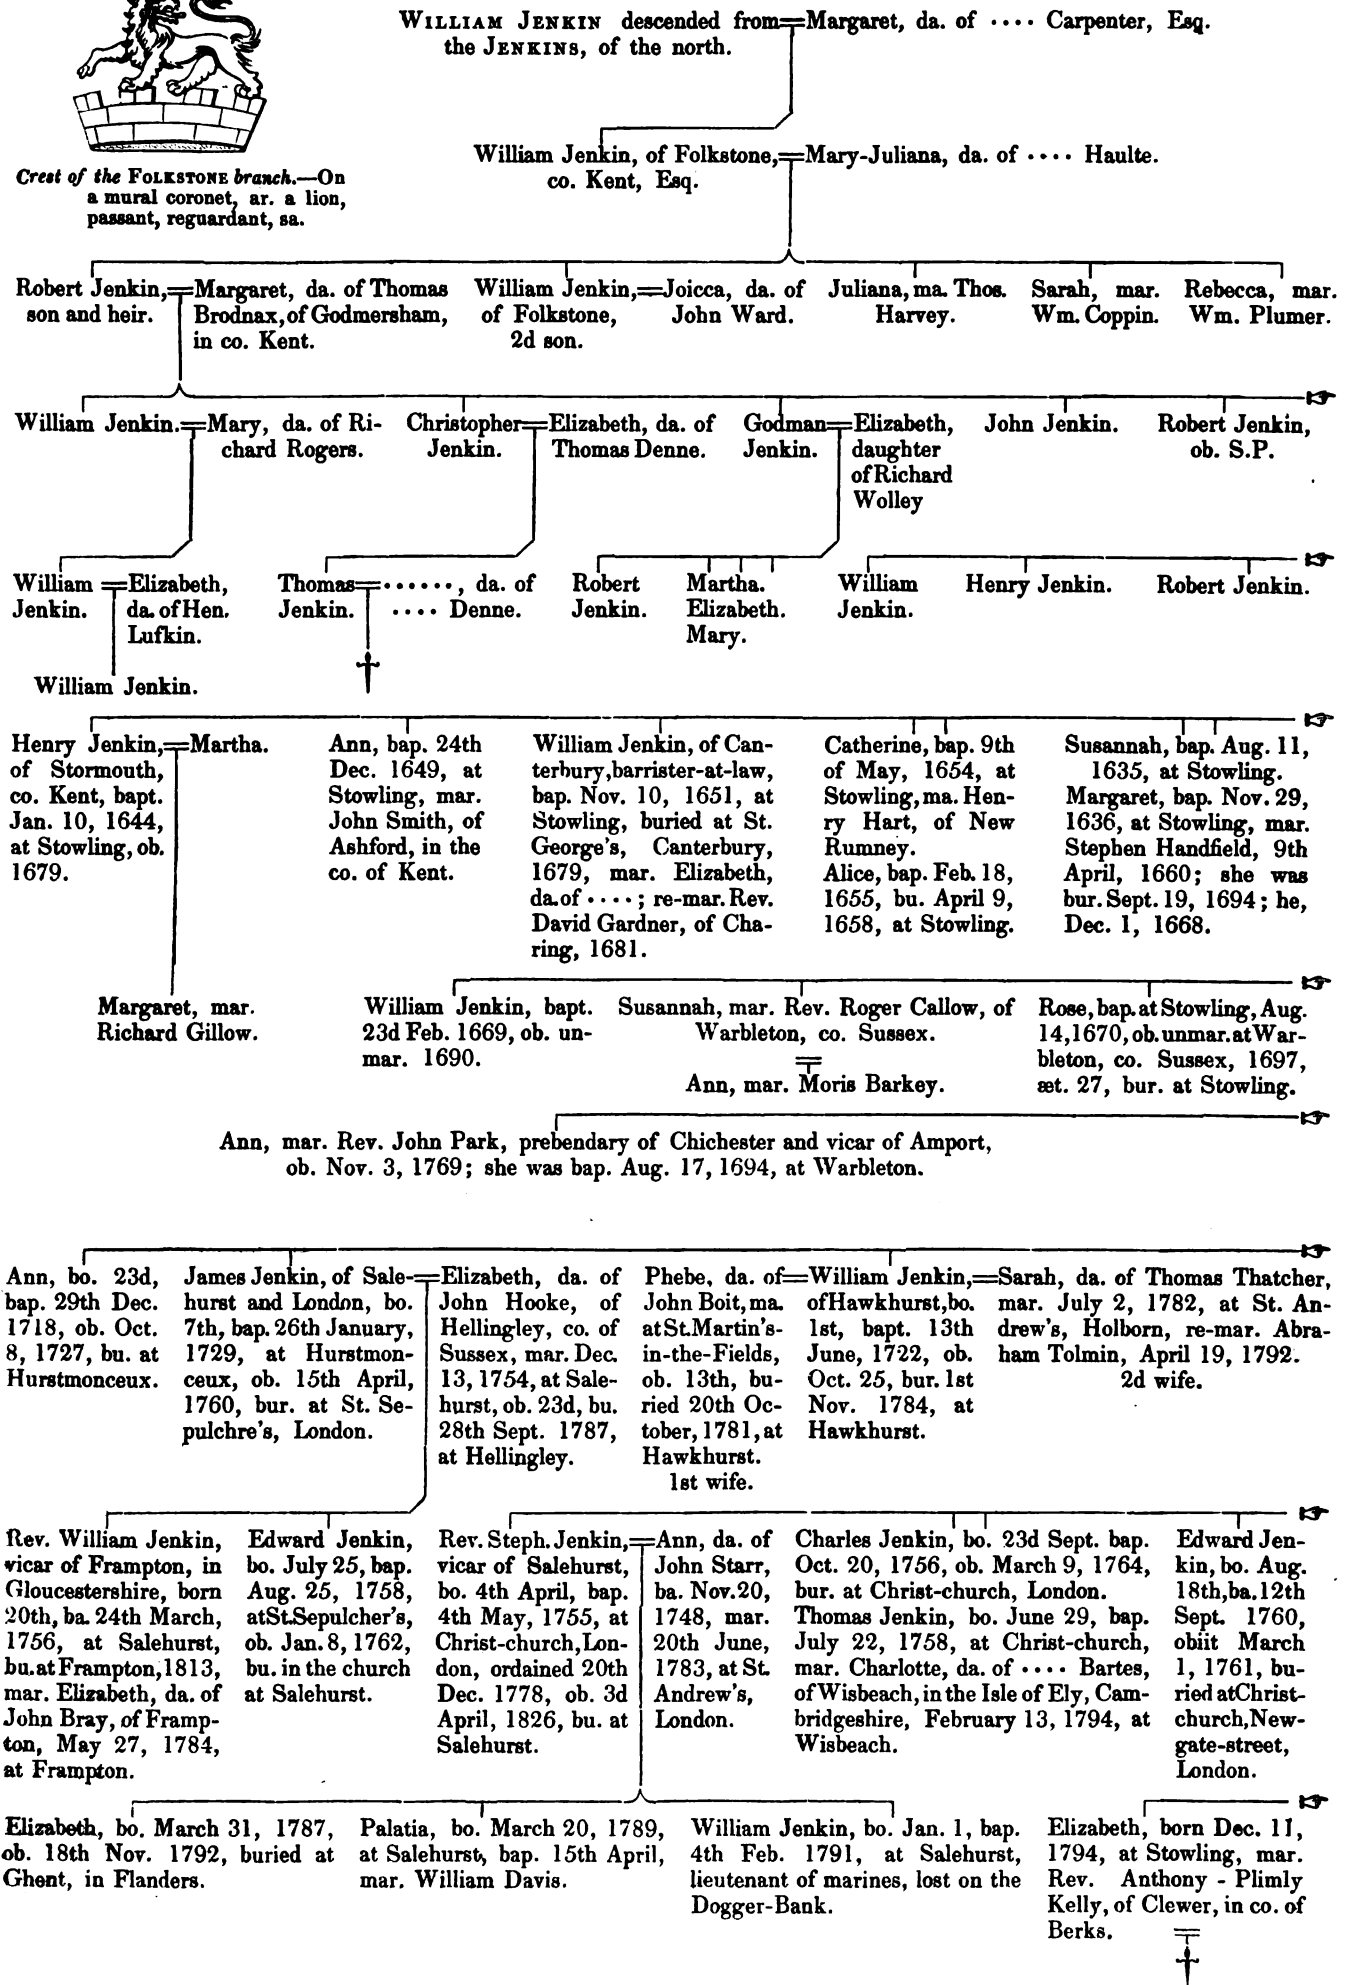 WILLIAM JENKIN descended from=Margaret, da. of .... Carpenter, Esq.
the JENKINS, of the north.
William Jenkin, of Folkstone,=Mary-Juliana, da. of .... Haulte.
co. Kent, Esq.
Crest of the FOLKSTONE branch.—On
a mural coronet, ar. a lion,
passant, reguardant, sa.
Robert Jenkin,=Margaret, da. of Thomas
son and heir. Brodnax, of Godmersham,
in co. Kent.
William Jenkin,=Joicca, da. of
of Folkstone, John Ward.
2d son.
Juliana, ma. Thos.
Harvey.
Sarah, mar.
Wm. Coppin.
Rebecca, mar.
Wm. Plumer.
William Jenkin.=Mary, da. of Ri-
chard Rogers.
Christopher=Elizabeth, da. of
Jenkin. Thomas Denne.
Godman=Elizabeth,
Jenkin. daughter
of Richard
Wolley
John Jenkin.
Robert Jenkin,
ob. S.P.
William=Elizabeth,
Jenkin. da. of Hen.
Lufkin.
Thomas=......, da. of
Jenkin. .... Denne.
Robert
Jenkin.
Martha.
Elizabeth.
Mary.
William
Jenkin.
Henry Jenkin.
Robert Jenkin.
William Jenkin.
Henry Jenkin,=Martha.
of Stormouth,
co. Kent, bapt.
Jan. 10, 1644,
at Stowling, ob.
1679.
Ann, bap. 24th
Dec. 1649, at
Stowling, mar.
John Smith, of
Ashford, in the
co. of Kent.
William Jenkin, of Can-
terbury, barrister-at-law,
bap. Nov. 10, 1651, at
Stowling, buried at St.
George's, Canterbury,
1679, mar. Elizabeth,
da. of ....; re-mar. Rev.
David Gardner, of Cha-
ring, 1681.
Catherine, bap. 9th
of May, 1654, at
Stowling, ma. Hen-
ry Hart, of New
Rumney.
Alice, bap. Feb. 18,
1655, bu. April 9,
1658, at Stowling.
Susannah, bap. Aug. 11,
1635, at Stowling.
Margaret, bap. Nov. 29,
1636, at Stowling, mar.
Stephen Handfield, 9th
April, 1660; she was
bur. Sept. 19, 1694; he,
Dec. 1, 1668.
Margaret, mar.
Richard Gillow.
William Jenkin, bapt.
23d Feb. 1669, ob. un-
mar. 1690.
Susannah, mar. Rev. Roger Callow, of
Warbleton, co. Sussex.
=
Ann, mar. Moris Barkey.
Rose, bap. at Stowling, Aug.
14, 1670, ob. unmar. at War-
bleton, co. Sussex, 1697,
æt. 27, bur. at Stowling.
Ann, mar. Rev. John Park, prebendary of Chichester and vicar of Amport,
ob. Nov. 3, 1769; she was bap. Aug. 17, 1694, at Warbleton.
Ann, bo. 23d,
bap. 29th Dec.
1718, ob. Oct.
8, 1727, bu. at
Hurstmonceux.
James Jenkin, of Sale-=
hurst and London, bo.
7th, bap. 26th January,
1729, at Hurstmon-
ceux, ob. 15th April,
1760, bur. at St. Se-
pulchre's, London.
Elizabeth, da. of
John Hooke, of
Hellingley, co. of
Sussex, mar. Dec.
13, 1754, at Sale-
hurst, ob. 23d, bu.
28th Sept. 1787,
at Hellingley.
Phebe, da. of=
John Boit, ma.
at St. Martin's-
in-the-Fields,
ob. 13th, bu-
ried 20th Oc-
tober, 1781, at
Hawkhurst.
1st wife.
William Jenkin,=
of Hawkhurst, bo.
1st, bapt. 13th
June, 1722, ob.
Oct. 25, bur. 1st
Nov. 1784, at
Hawkhurst.
Sarah, da. of Thomas Thatcher,
mar. July 2, 1782, at St. An-
drew's, Holborn, re-mar. Abra-
ham Tolmin, April 19, 1792.
2d wife.
Rev. William Jenkin,
vicar of Frampton, in
Gloucestershire, born
20th, ba. 24th March,
1756, at Salehurst,
bu. at Frampton, 1813,
mar. Elizabeth, da. of
John Bray, of Framp-
ton, May 27, 1784,
at Frampton.
Edward Jenkin,
bo. July 25, bap.
Aug. 25, 1758,
at St. Sepulcher's,
ob. Jan. 8, 1762,
bu. in the church
at Salehurst.
Rev. Steph. Jenkin,=
vicar of Salehurst,
bo. 4th April, bap.
4th May, 1755, at
Christ-church, Lon-
don, ordained 20th
Dec. 1778, ob. 3d
April, 1826, bu. at
Salehurst.
Ann, da. of
John Starr,
ba. Nov. 20,
1748, mar.
20th June,
1783, at St.
Andrew's,
London.
Charles Jenkin, bo. 23d Sept. bap.
Oct. 20, 1756, ob. March 9, 1764,
bur. at Christ-church, London.
Thomas Jenkin, bo. June 29, bap.
July 22, 1758, at Christ-church,
mar. Charlotte, da. of .... Bartes,
of Wisbeach, in the Isle of Ely, Cam-
bridgeshire, February 13, 1794, at
Wisbeach.
Edward Jen-
kin, bo. Aug.
18th, ba. 12th
Sept. 1760,
obiit March
1, 1761, bu-
ried at Christ-
church, New-
gate-street,
London.
Elizabeth, bo. March 31, 1787,
ob. 18th Nov. 1792, buried at
Ghent, in Flanders.
Palatia, bo. March 20, 1789,
at Salehurst, bap. 15th April,
mar. William Davis.
William Jenkin, bo. Jan. 1, bap.
4th Feb. 1791, at Salehurst,
lieutenant of marines, lost on the
Dogger-Bank.
Elizabeth, born Dec. 11,
1794, at Stowling, mar.
Rev. Anthony - Plimly
Kelly, of Clewer, in co. of
Berks.